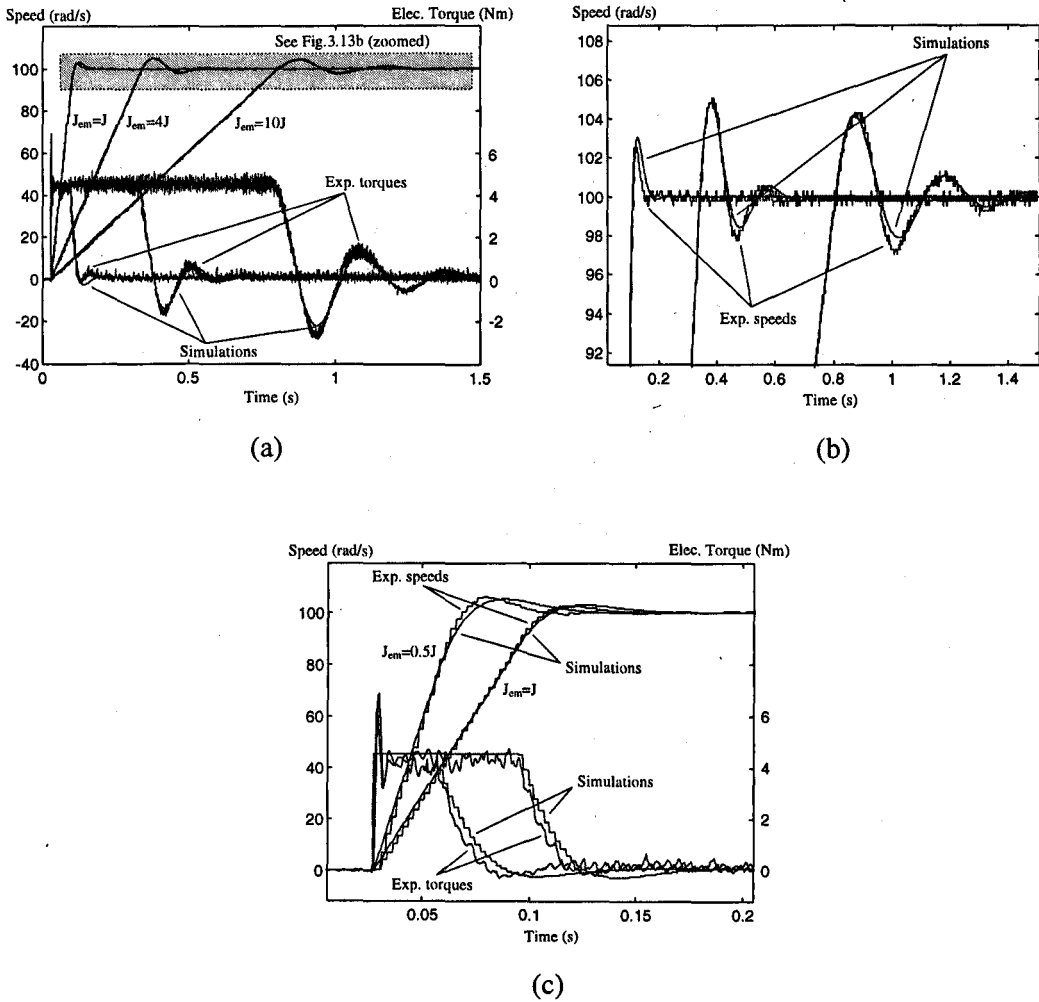 Speed (rad/s)
Elec. Torque (Nm)
See Fig.3.13b (zoomed)
J_em=J
J_em=4J
J_em=10J
Exp. torques
Simulations
120
100
80
60
40
20
0
-20
-40
6
4
2
0
-2
0
0.5
1
1.5
Time (s)
(a)
Speed (rad/s)
Simulations
108
106
104
102
100
98
96
94
92
Exp. speeds
0.2
0.4
0.6
0.8
1
1.2
1.4
Time (s)
(b)
Speed (rad/s)
Elec. Torque (Nm)
Exp. speeds
J_em=0.5J
Simulations
J_em=J
Simulations
Exp. torques
100
80
60
40
20
0
6
4
2
0
0.05
0.1
0.15
0.2
Time (s)
(c)